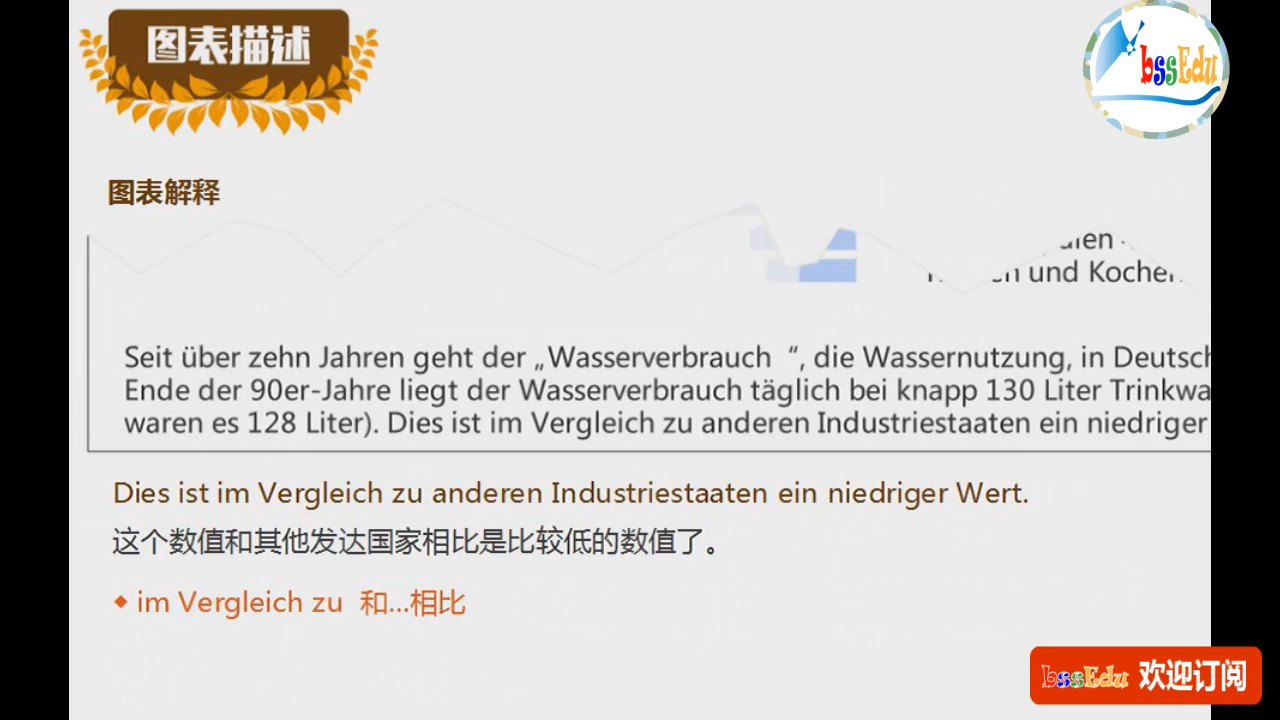 图表描述
bssEdu
图表解释
und Kochen
Seit über zehn Jahren geht der „Wasserverbrauch “, die Wassernutzung, in
Ende der 90er-Jahre liegt der Wasserverbrauch täglich bei knapp 130 Liter
waren es 128 Liter). Dies ist im Vergleich zu anderen Industriestaaten ein niedriger
Dies ist im Vergleich zu anderen Industriestaaten ein niedriger Wert.
这个数值和其他发达国家相比是比较低的数值了。
im Vergleich zu 和...相比
bssEdu 欢迎订阅